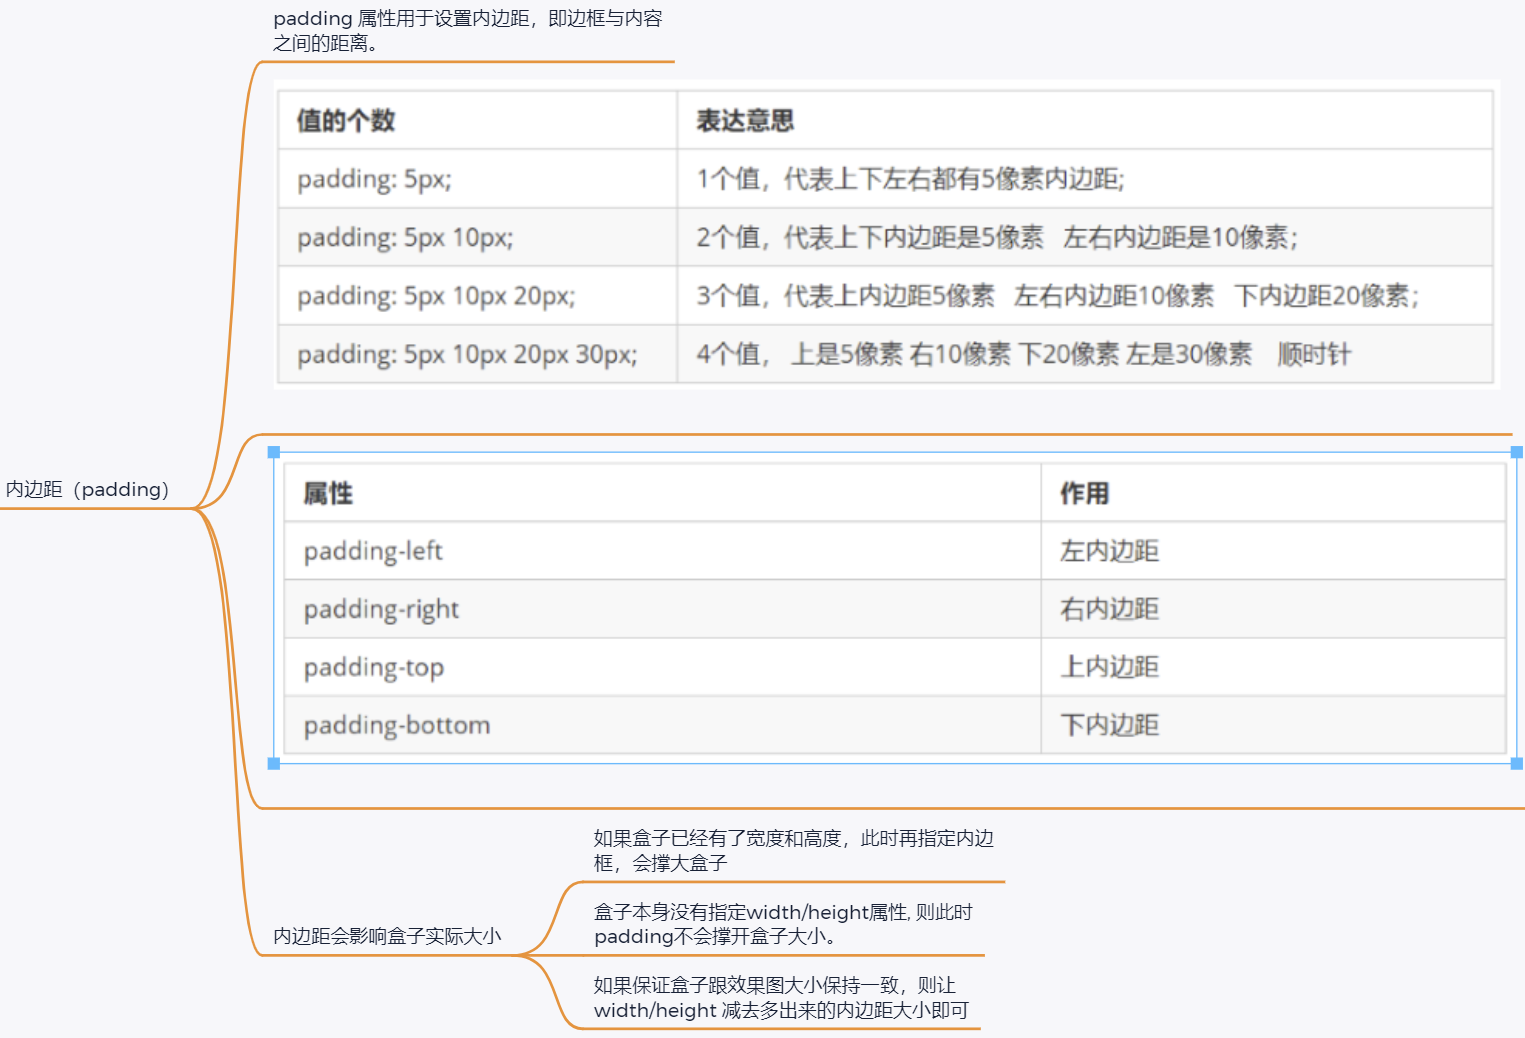 padding 属性用于设置内边距，即边框与内容
之间的距离。
值的个数 表达意思
padding: 5px; 1个值，代表上下左右都有5像素内边距;
padding: 5px 10px; 2个值，代表上下内边距是5像素 左右内边距是10像素；
padding: 5px 10px 20px; 3个值，代表上内边距5像素 左右内边距10像素 下内边距20像素；
padding: 5px 10px 20px 30px; 4个值， 上是5像素 右10像素 下20像素 左是30像素 顺时针
内边距（padding）
属性 作用
padding-left 左内边距
padding-right 右内边距
padding-top 上内边距
padding-bottom 下内边距
内边距会影响盒子实际大小
如果盒子已经有了宽度和高度，此时再指定内边
框，会撑大盒子
盒子本身没有指定width/height属性, 则此时
padding不会撑开盒子大小。
如果保证盒子跟效果图大小保持一致，则让
width/height 减去多出来的内边距大小即可